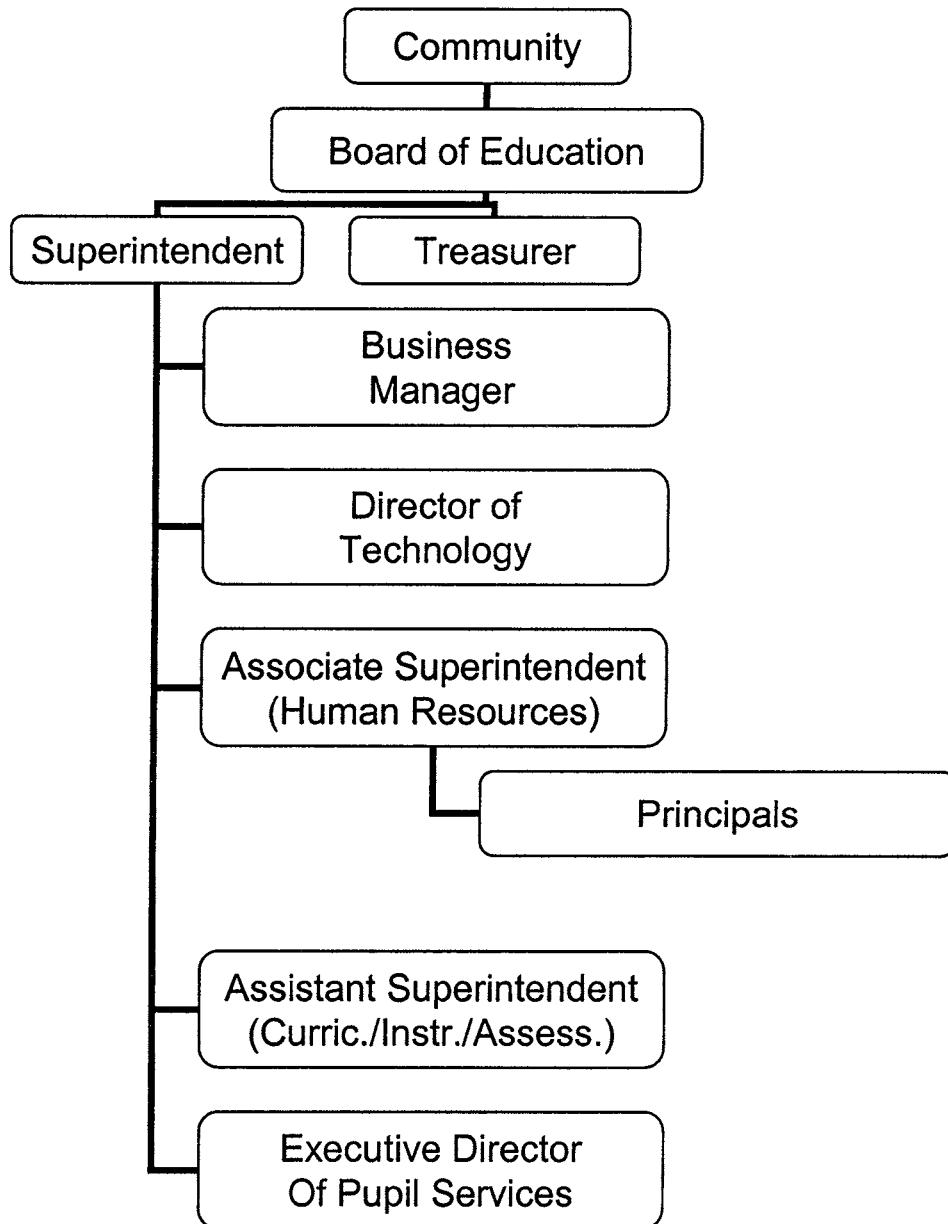 Community
Board of Education
Superintendent
Treasurer
Business
Manager
Director of
Technology
Associate Superintendent
(Human Resources)
Principals
Assistant Superintendent
(Curric./Instr./Assess.)
Executive Director
Of Pupil Services